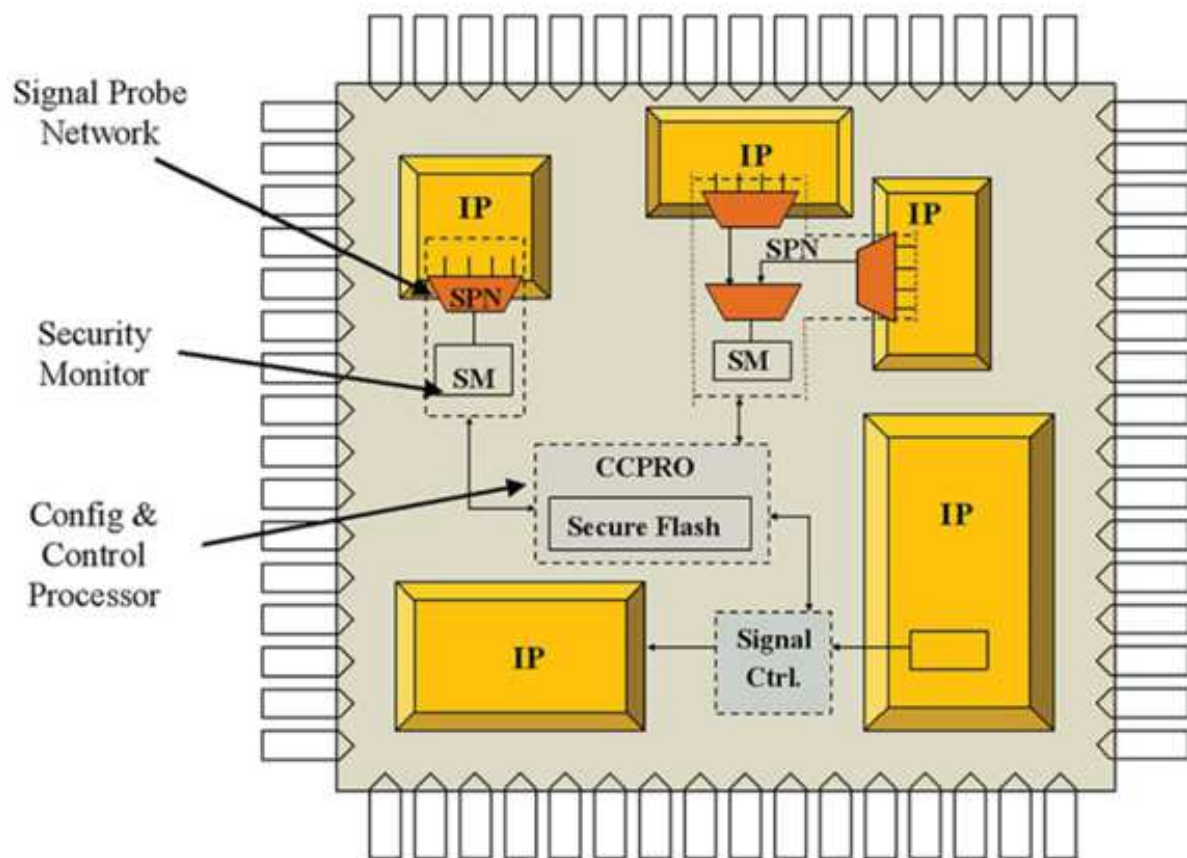 Signal Probe
Network
Security
Monitor
Config &
Control
Processor
IP
SPN
SM
IP
SPN
IP
SM
CCPRO
Secure Flash
IP
IP
Signal
Ctrl.